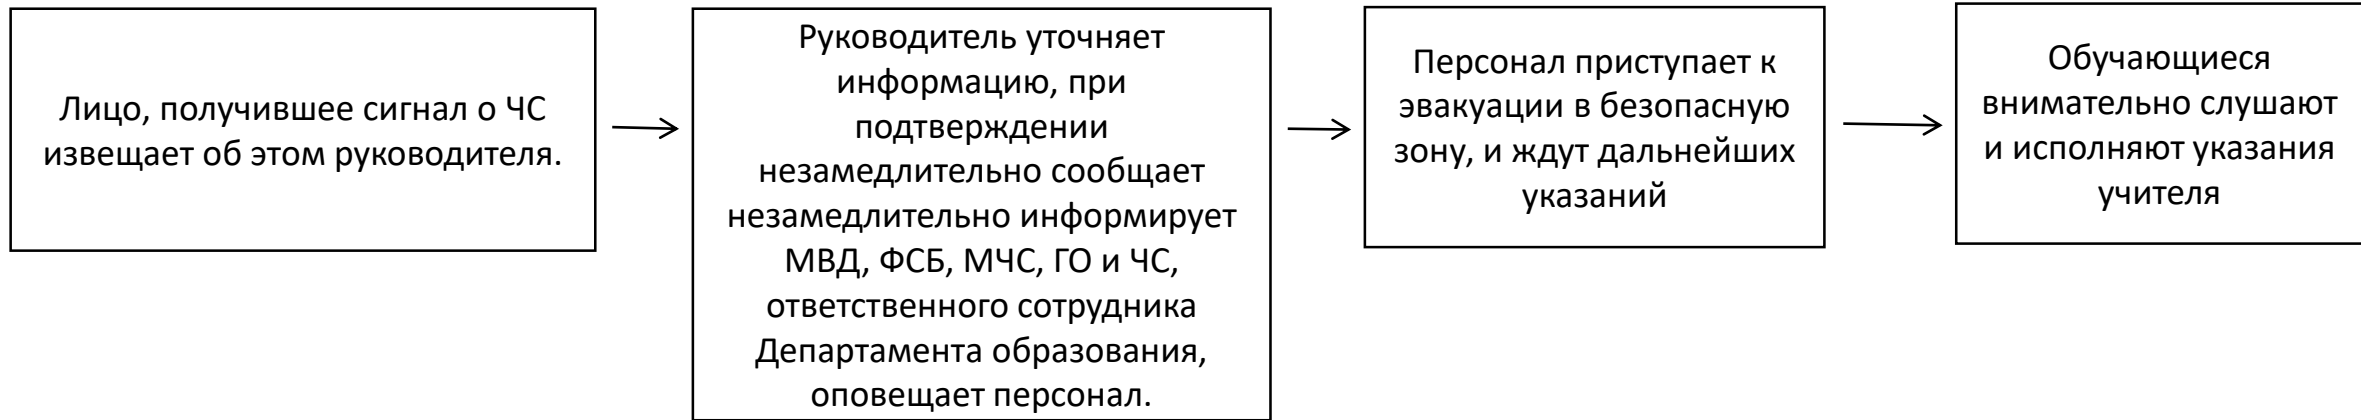 Лицо, получившее сигнал о ЧС
извещает об этом руководителя.
Руководитель уточняет
информацию, при
подтверждении
незамедлительно сообщает
незамедлительно информирует
МВД, ФСБ, МЧС, ГО и ЧС,
ответственного сотрудника
Департамента образования,
оповещает персонал.
Персонал приступает к
эвакуации в безопасную
зону, и ждут дальнейших
указаний
Обучающиеся
внимательно слушают
и исполняют указания
учителя